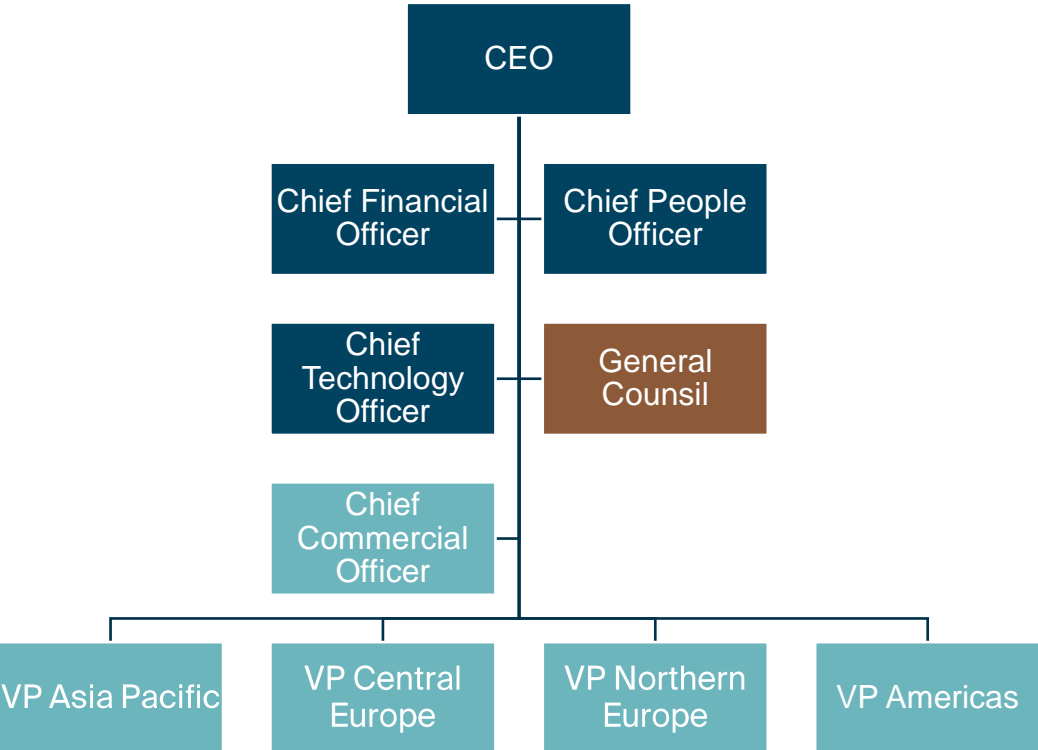 CEO
Chief Financial
Officer
Chief People
Officer
Chief
Technology
Officer
General
Counsil
Chief
Commercial
Officer
VP Asia Pacific
VP Central
Europe
VP Northern
Europe
VP Americas